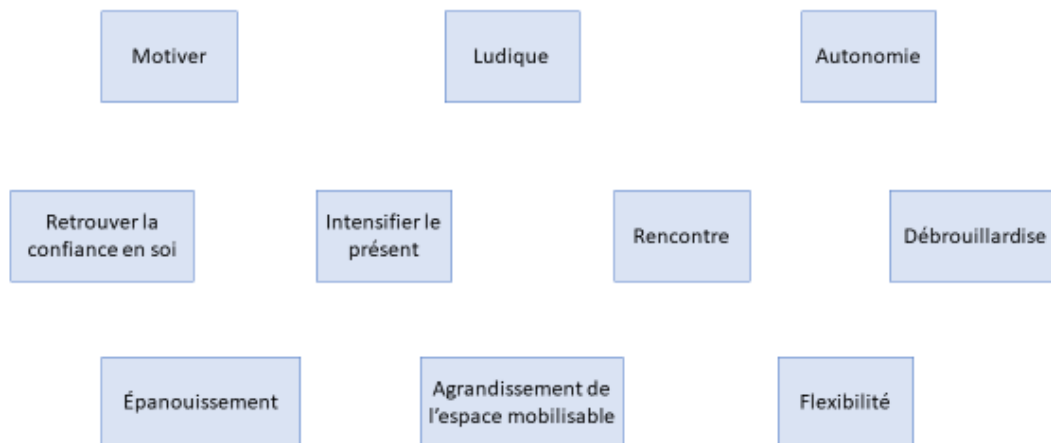 Motiver
Ludique
Autonomie
Retrouver la
confiance en soi
Intensifier le
présent
Rencontre
Débrouillardise
Épanouissement
Agrandissement de
l'espace mobilisable
Flexibilité